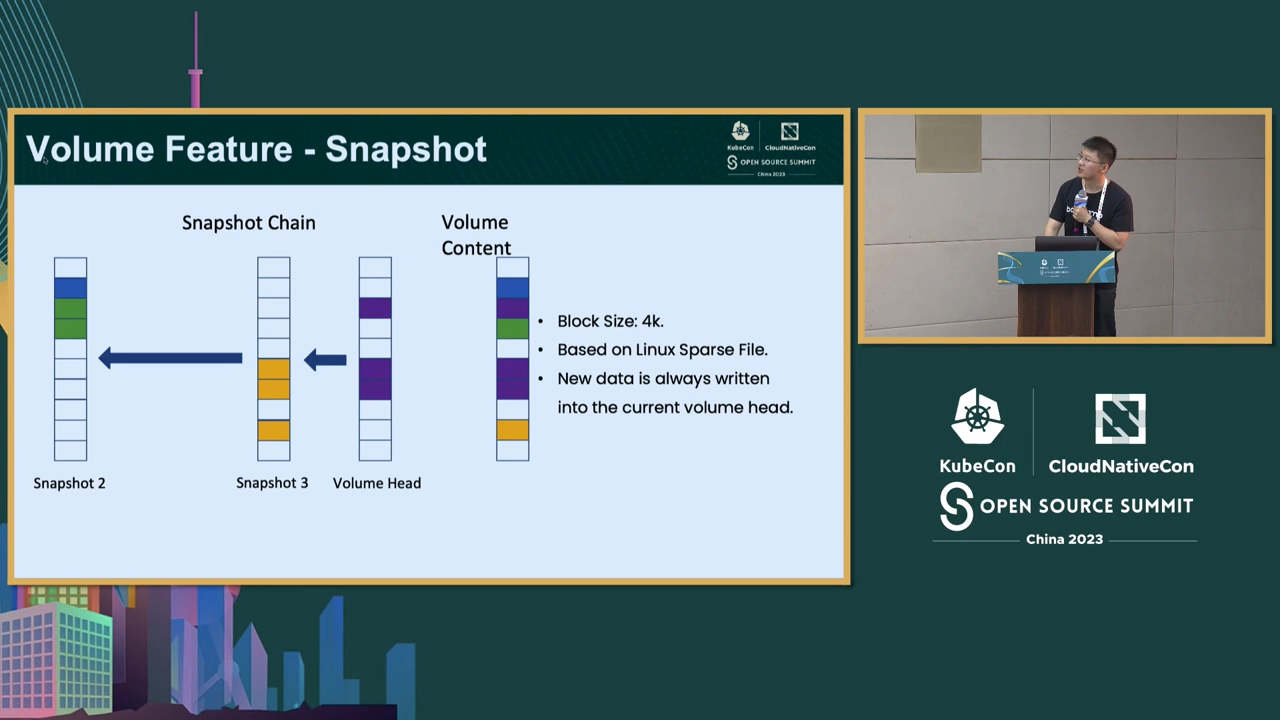 Volume Feature - Snapshot
KubeCon
CloudNativeCon
OPEN SOURCE SUMMIT
China 2023
Snapshot Chain
Volume
Content
• Block Size: 4k.
• Based on Linux Sparse File.
• New data is always written
into the current volume head.
Snapshot 2
Snapshot 3
Volume Head
KubeCon
CloudNativeCon
OPEN SOURCE SUMMIT
China 2023